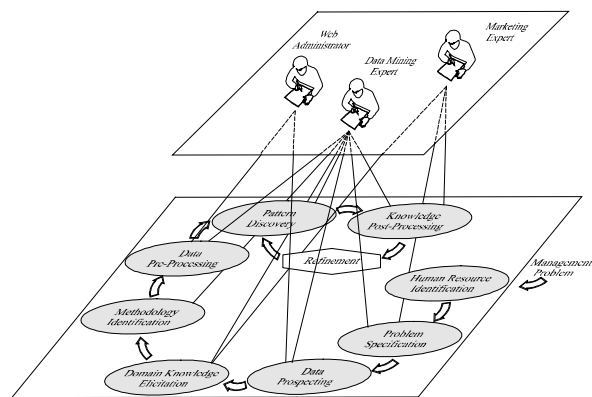 Web
Administrator
Data Mining
Expert
Marketing
Expert
Pattern
Discovery
Knowledge
Post-Processing
Data
Pre-Processing
Refinement
Management
Problem
Human Resource
Identification
Methodology
Identification
Problem
Specification
Domain Knowledge
Elicitation
Data
Prospecting